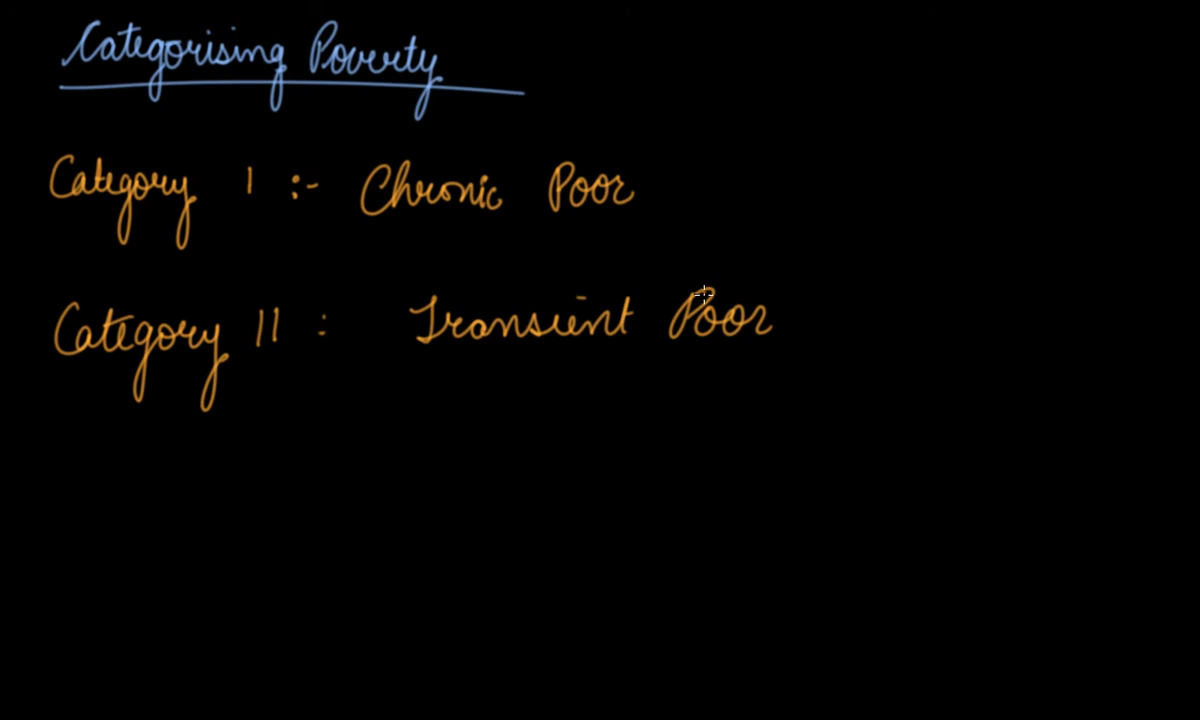 Categorising Poverty
Category I :- Chronic Poor
Category II : Transient Poor